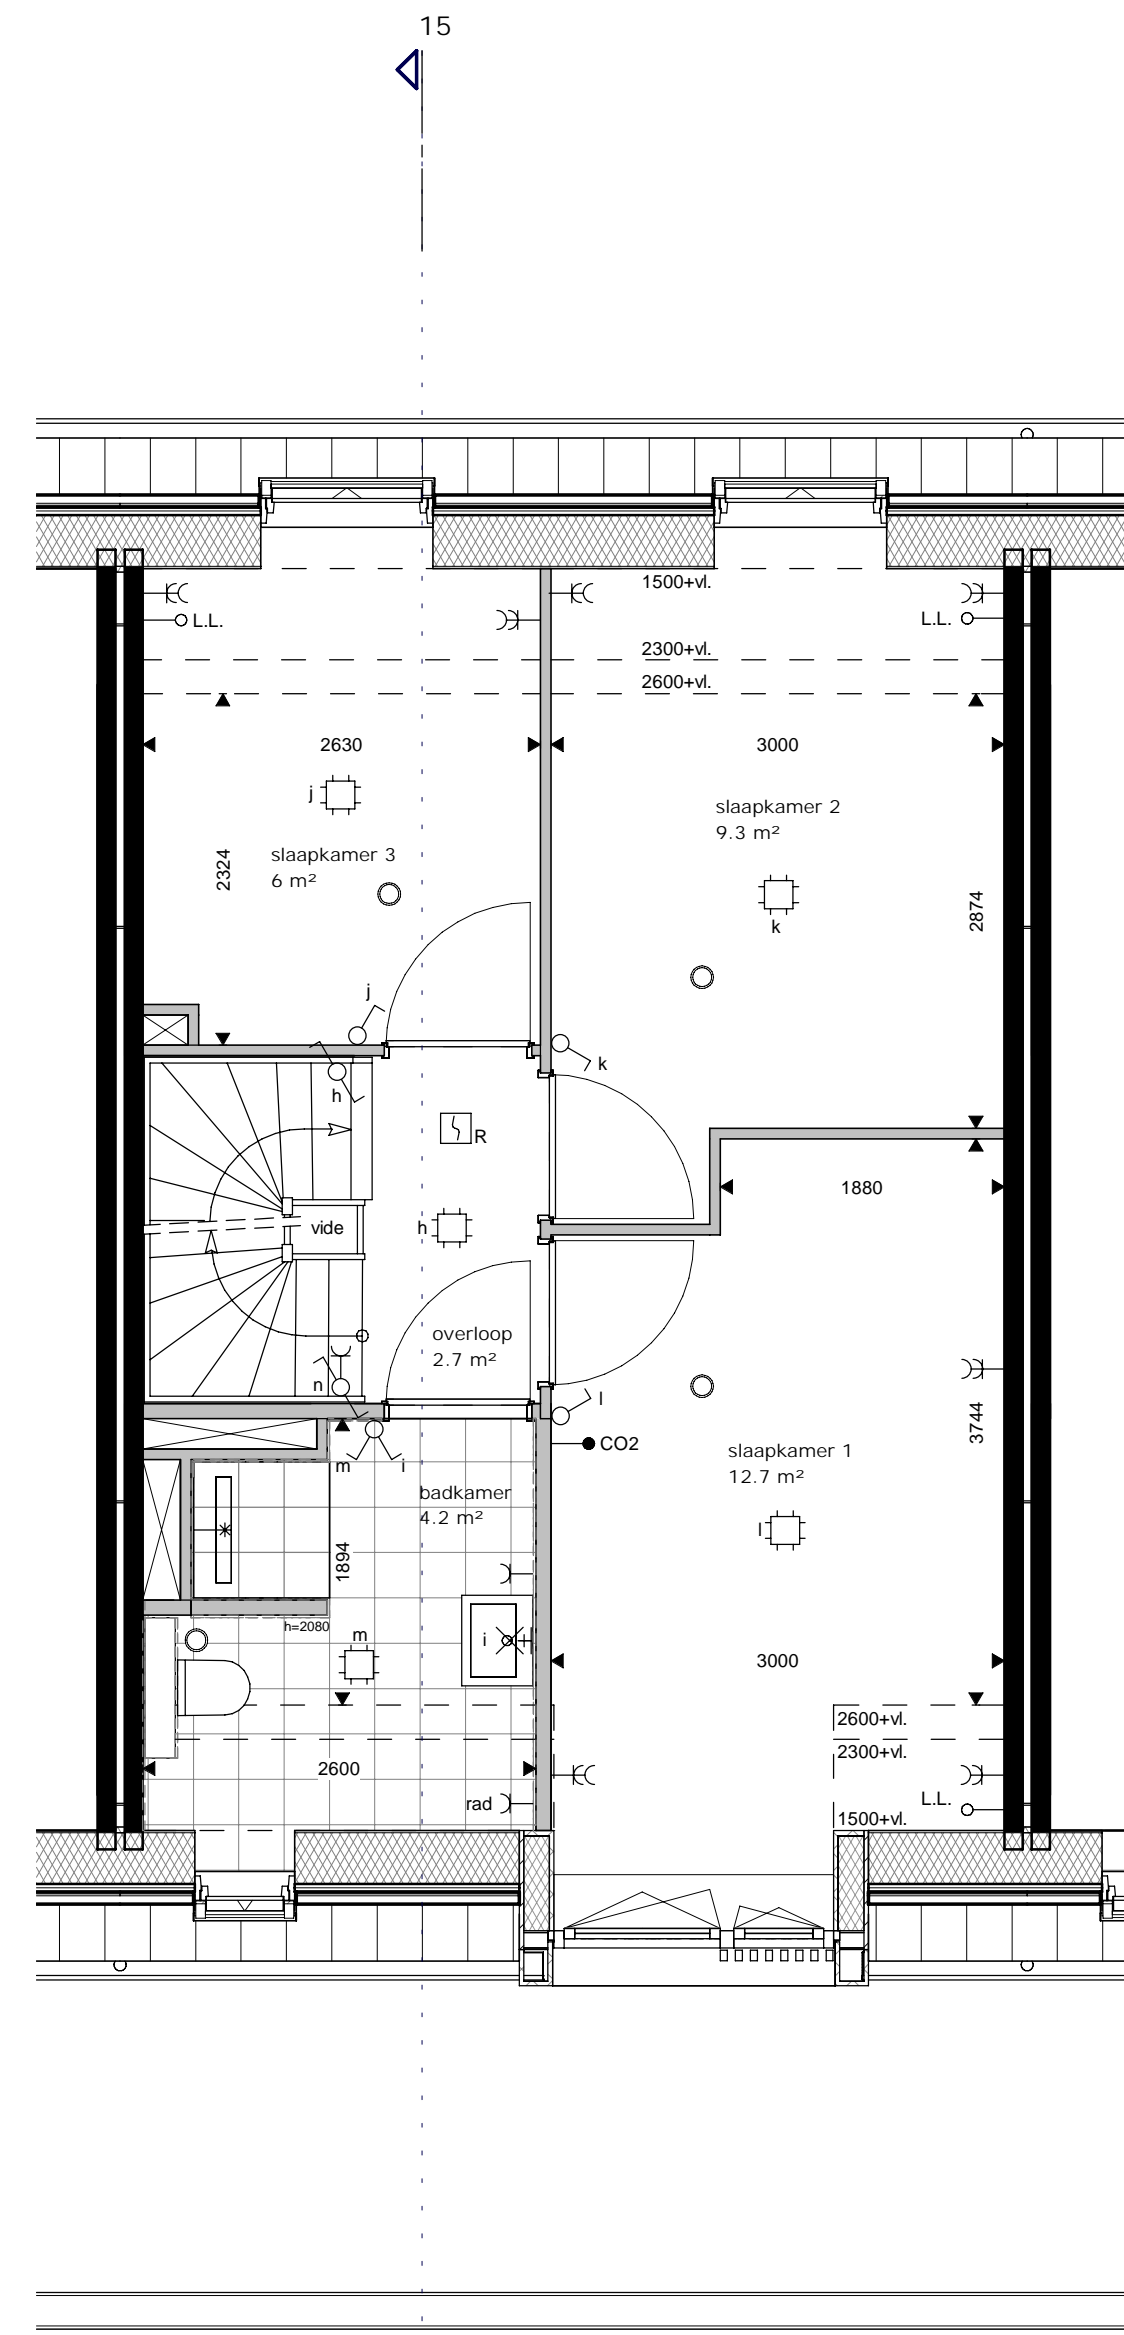 15
1500+vl.
L.L.
L.L.
2300+vl.
2600+vl.
2630
3000
j
slaapkamer 2
9.3 m²
slaapkamer 3
6 m²
2324
k
2874
j
k
h
R
1880
vide
h
overloop
2.7 m²
n
l
CO2
3744
m
i
slaapkamer 1
12.7 m²
badkamer
4.2 m²
l
1894
h=2080
m
i
3000
2600+vl.
2300+vl.
2600
rad
L.L.
1500+vl.